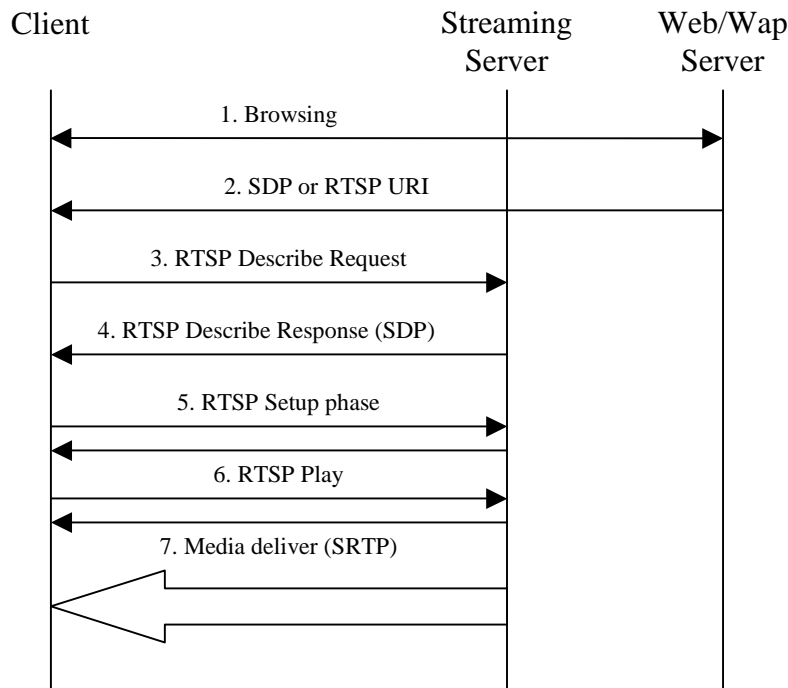 Client
Streaming
Server
Web/Wap
Server
1. Browsing
2. SDP or RTSP URI
3. RTSP Describe Request
4. RTSP Describe Response (SDP)
5. RTSP Setup phase
6. RTSP Play
7. Media deliver (SRTP)